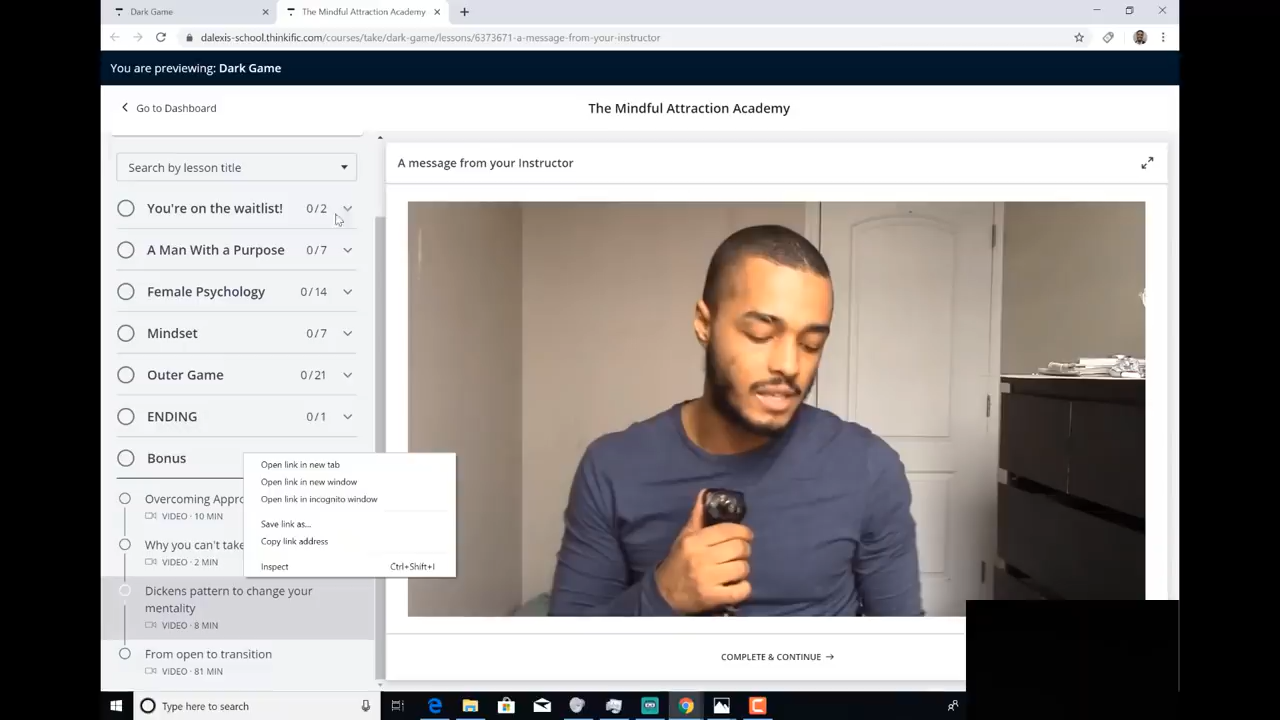 Dark Game
The Mindful Attraction Academy
dalexis-school.thinkific.com/courses/take/dark-game/lessons/6373671-a-message-from-your-instructor
You are previewing: Dark Game
Go to Dashboard
The Mindful Attraction Academy
Search by lesson title
A message from your Instructor
You're on the waitlist! 0/2
A Man With a Purpose 0/7
Female Psychology 0/14
Mindset 0/7
Outer Game 0/21
ENDING 0/1
Bonus
Open link in new tab
Open link in new window
Open link in incognito window
Save link as...
Copy link address
Inspect Ctrl+Shift+I
Overcoming
VIDEO · 10 MIN
Why you can't take
VIDEO · 2 MIN
Dickens pattern to change your
mentality
VIDEO · 8 MIN
From open to transition
VIDEO · 81 MIN
COMPLETE & CONTINUE →
Type here to search